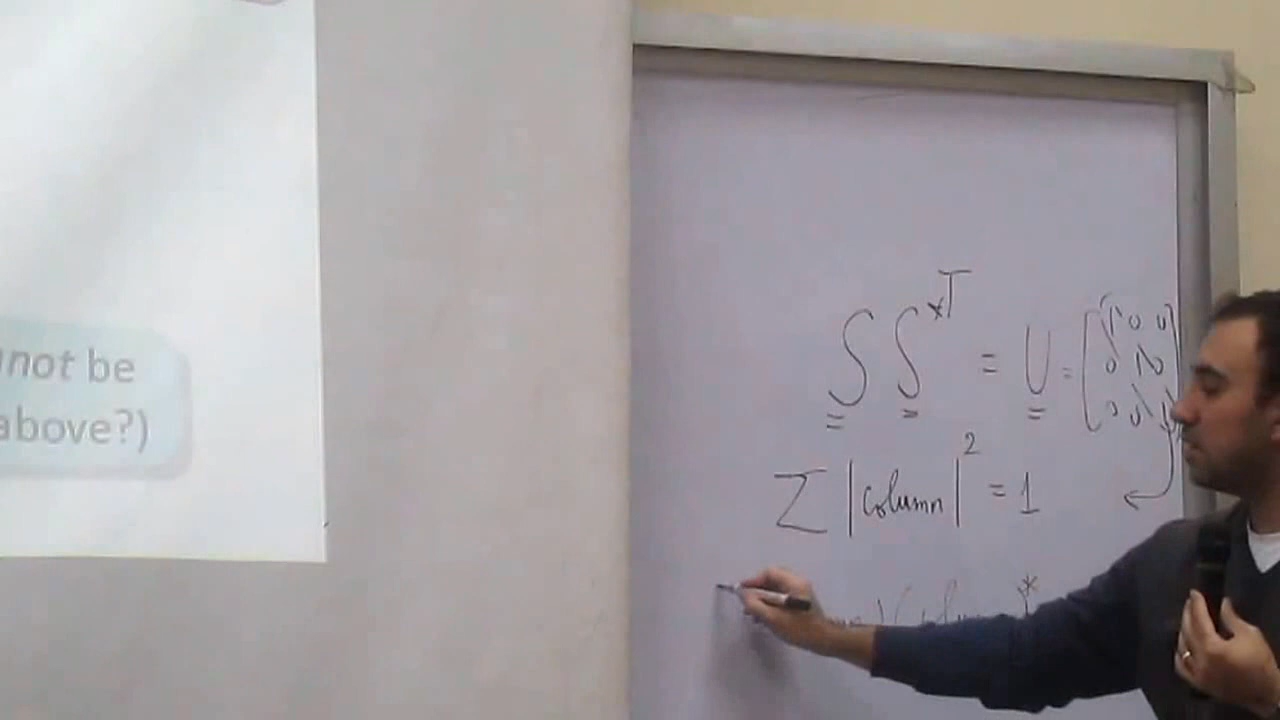 not be
above?)
S S *T = U = [1 0 0
0 1 0
0 0 1]
Σ |column|² = 1
)*